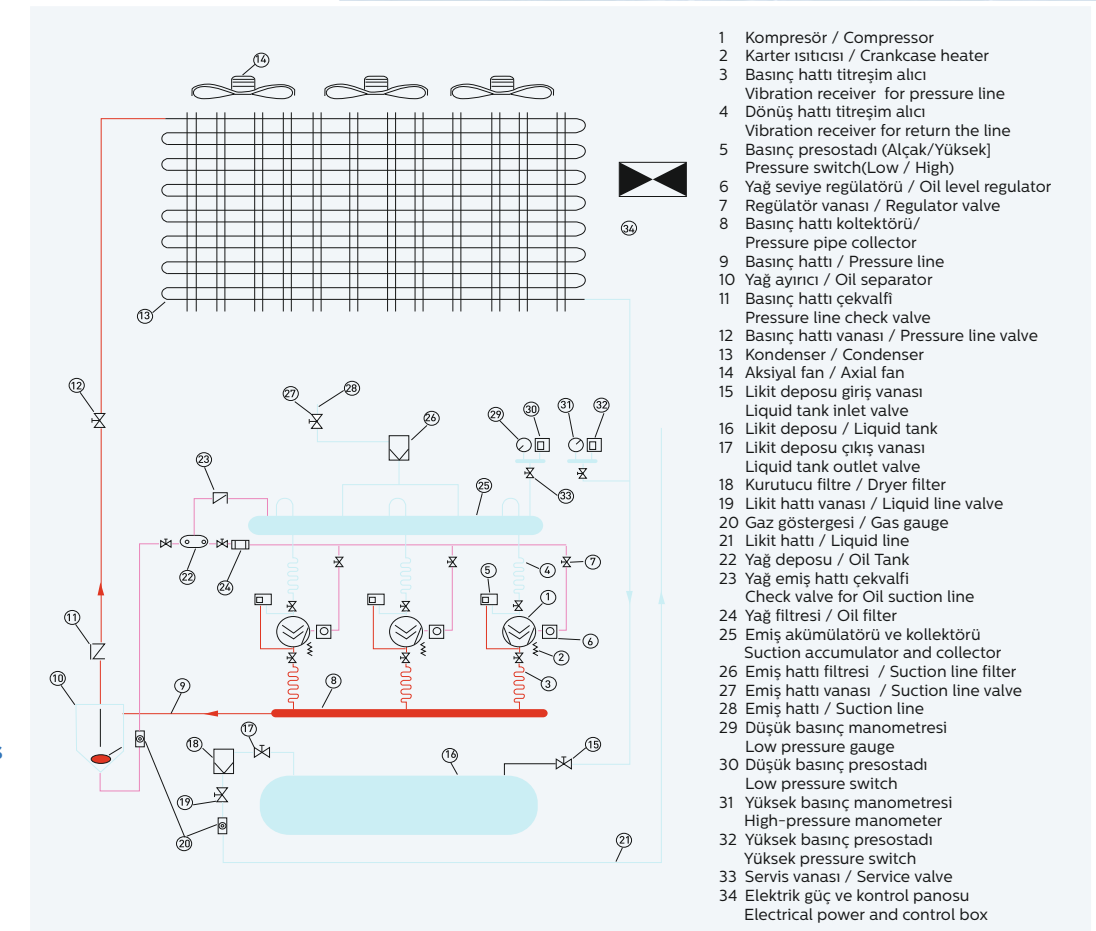 14
34
13
12
27
28
26
29
30
31
32
23
25
33
22
24
5
4
7
1
11
6
2
10
9
8
3
18
17
16
15
19
20
21
s
1 Kompresör / Compressor
2 Karter ısıtıcısı / Crankcase heater
3 Basınç hattı titreşim alıcı
Vibration receiver for pressure line
4 Dönüş hattı titreşim alıcı
Vibration receiver for return the line
5 Basınç presostadı (Alçak/Yüksek]
Pressure switch(Low / High)
6 Yağ seviye regülatörü / Oil level regulator
7 Regülatör vanası / Regulator valve
8 Basınç hattı koltektörü/
Pressure pipe collector
9 Basınç hattı / Pressure line
10 Yağ ayırıcı / Oil separator
11 Basınç hattı çekvalfi
Pressure line check valve
12 Basınç hattı vanası / Pressure line valve
13 Kondenser / Condenser
14 Aksiyal fan / Axial fan
15 Likit deposu giriş vanası
Liquid tank inlet valve
16 Likit deposu / Liquid tank
17 Likit deposu çıkış vanası
Liquid tank outlet valve
18 Kurutucu filtre / Dryer filter
19 Likit hattı vanası / Liquid line valve
20 Gaz göstergesi / Gas gauge
21 Likit hattı / Liquid line
22 Yağ deposu / Oil Tank
23 Yağ emiş hattı çekvalfi
Check valve for Oil suction line
24 Yağ filtresi / Oil filter
25 Emiş akümülatörü ve kollektörü
Suction accumulator and collector
26 Emiş hattı filtresi / Suction line filter
27 Emiş hattı vanası / Suction line valve
28 Emiş hattı / Suction line
29 Düşük basınç manometresi
Low pressure gauge
30 Düşük basınç presostadı
Low pressure switch
31 Yüksek basınç manometresi
High-pressure manometer
32 Yüksek basınç presostadı
Yüksek pressure switch
33 Servis vanası / Service valve
34 Elektrik güç ve kontrol panosu
Electrical power and control box